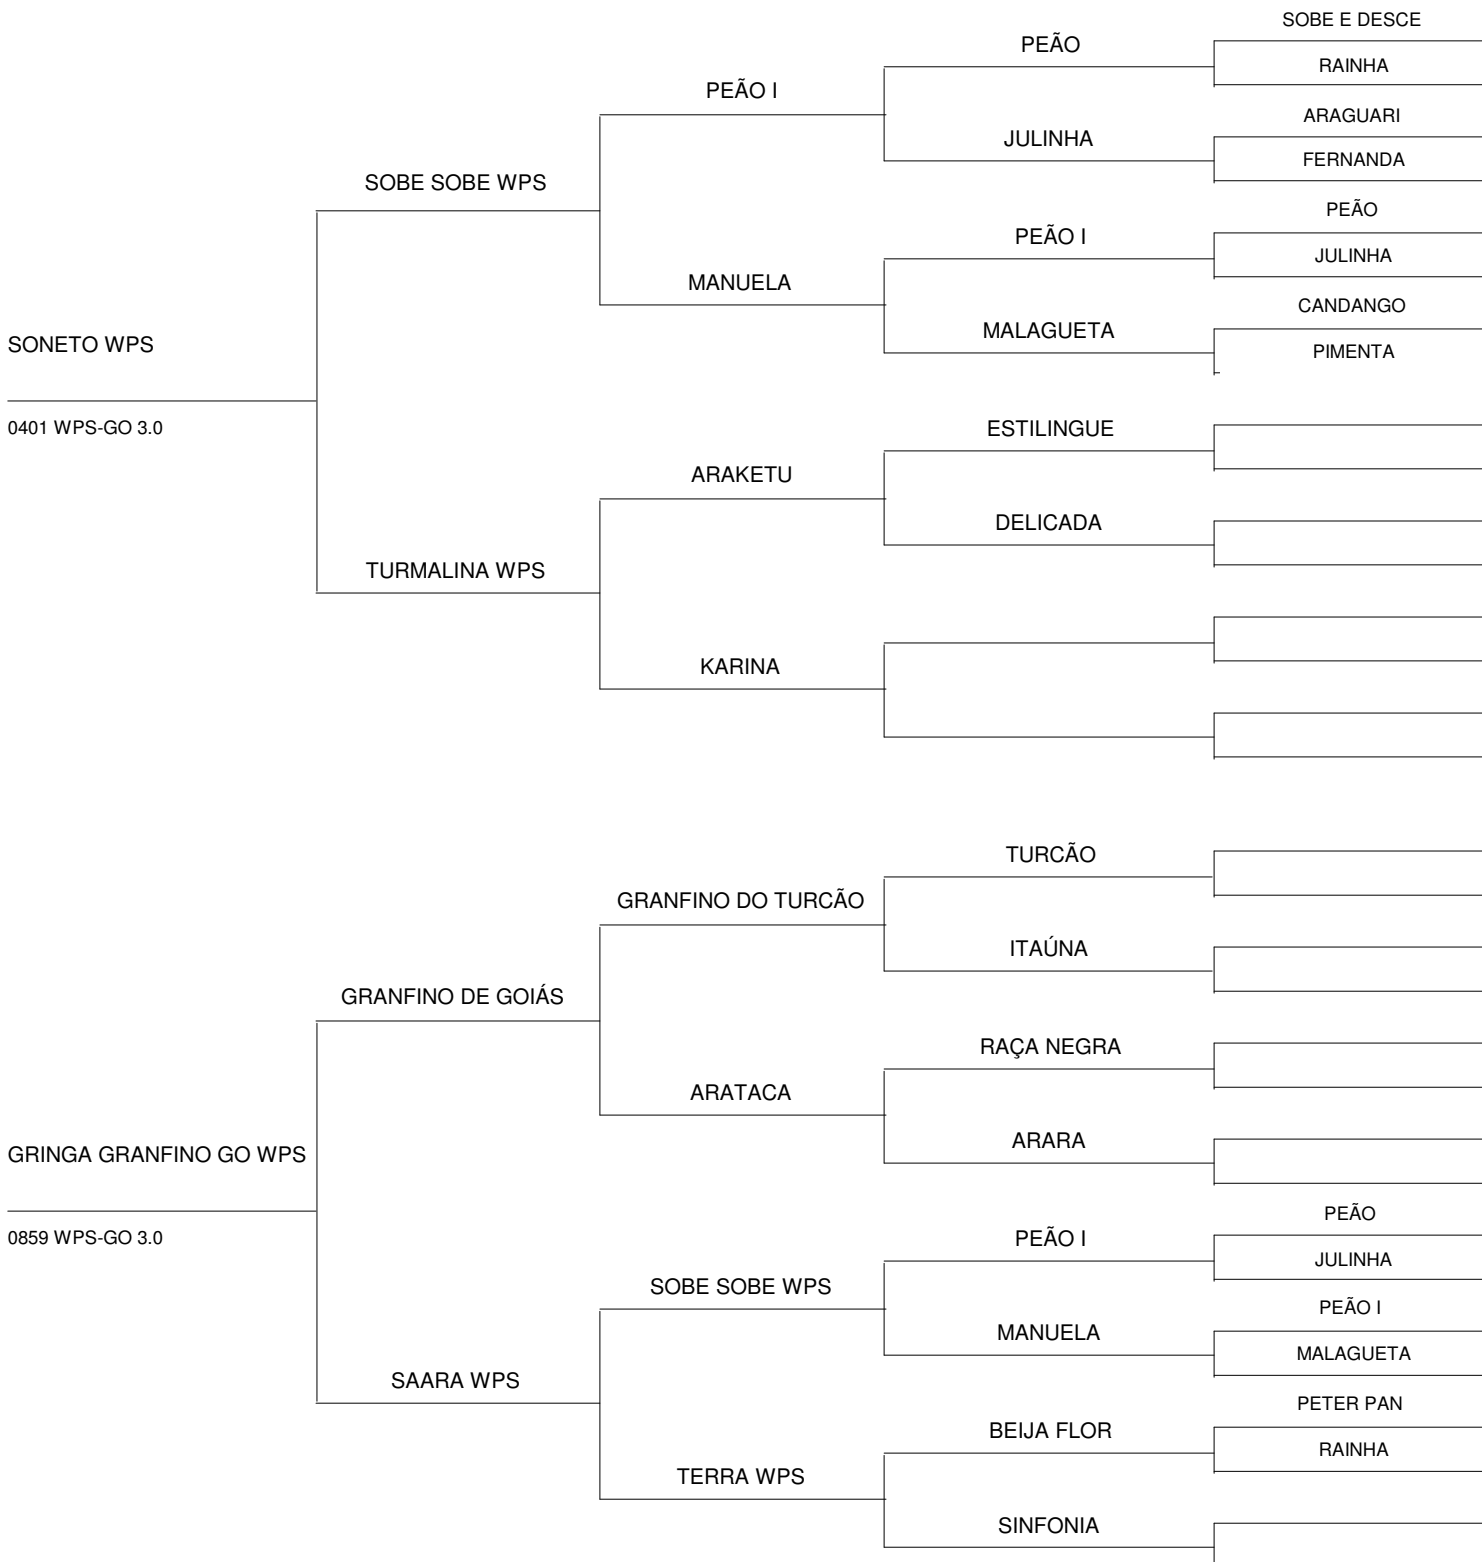 SOBE E DESCE
PEÃO
RAINHA
PEÃO I
ARAGUARI
JULINHA
FERNANDA
SOBE SOBE WPS
PEÃO
PEÃO I
JULINHA
MANUELA
CANDANGO
MALAGUETA
SONETO WPS
PIMENTA
0401 WPS-GO 3.0
ESTILINGUE
ARAKETU
DELICADA
TURMALINA WPS
KARINA
TURCÃO
GRANFINO DO TURCÃO
ITAÚNA
GRANFINO DE GOIÁS
RAÇA NEGRA
ARATACA
ARARA
GRINGA GRANFINO GO WPS
PEÃO
0859 WPS-GO 3.0
PEÃO I
JULINHA
SOBE SOBE WPS
PEÃO I
MANUELA
MALAGUETA
SAARA WPS
PETER PAN
BEIJA FLOR
RAINHA
TERRA WPS
SINFONIA